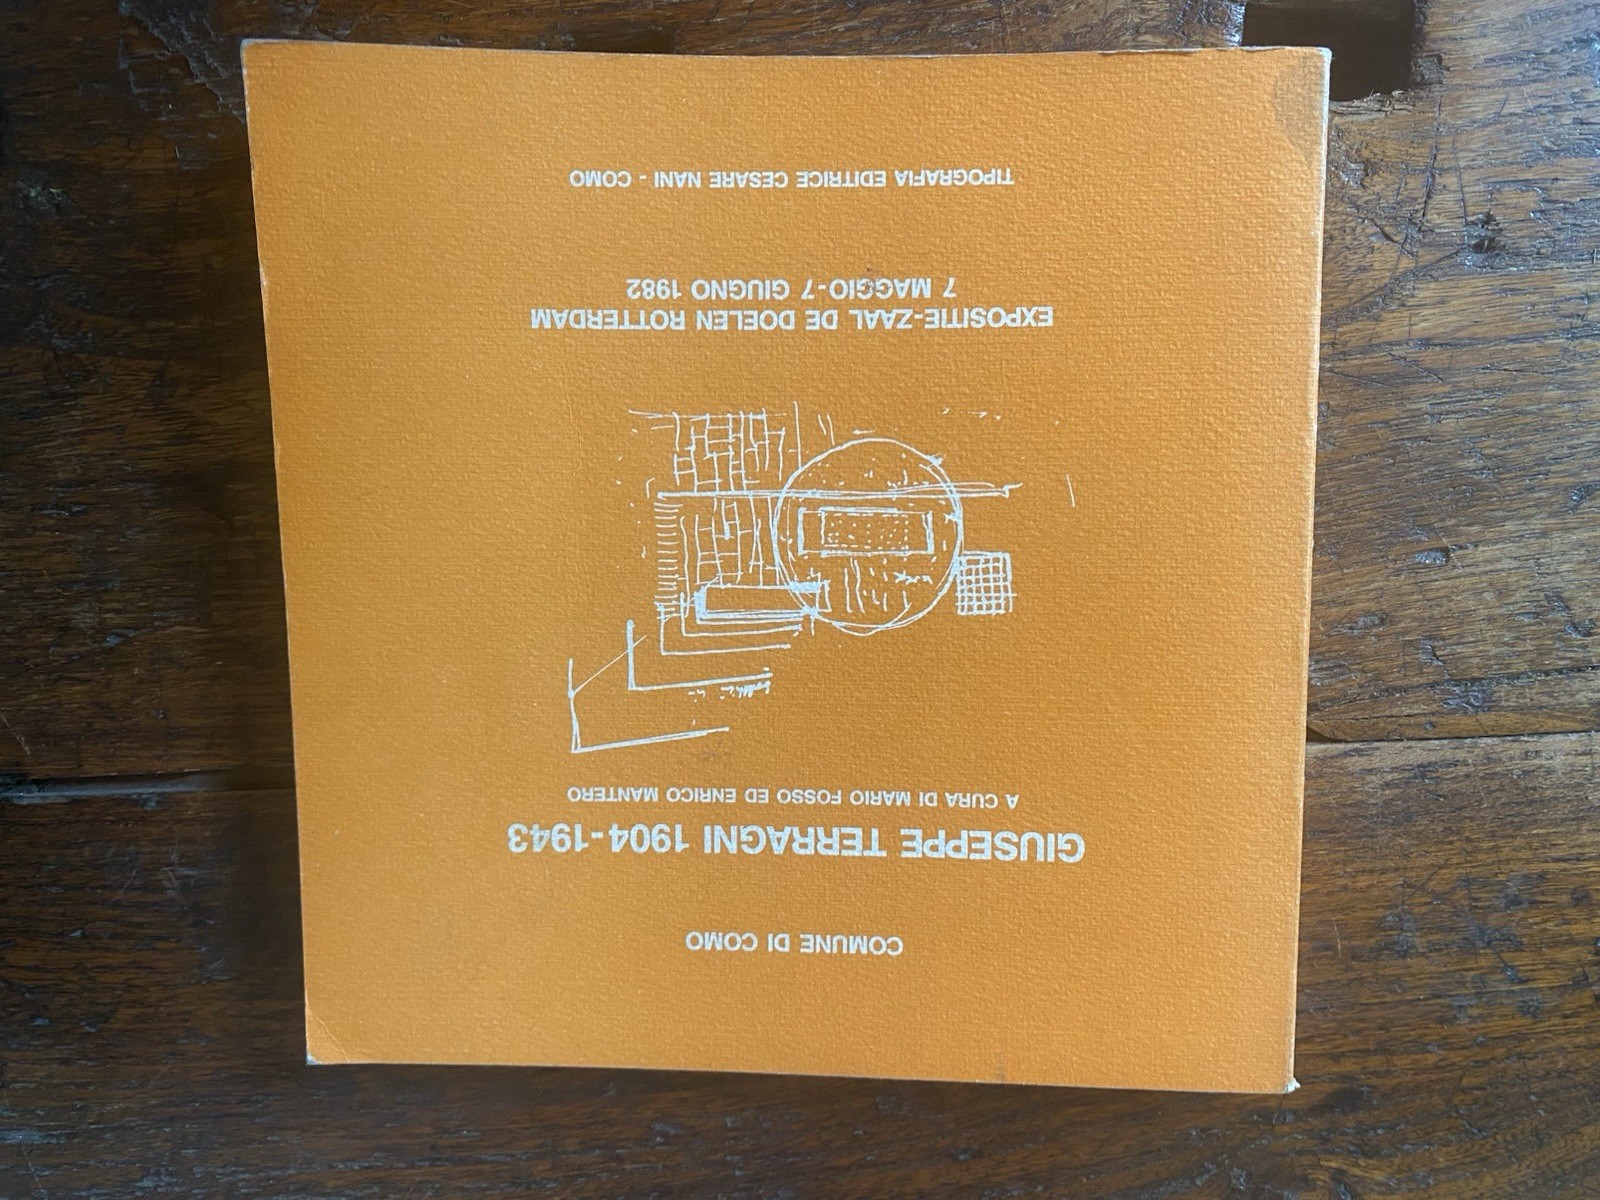 COMUNE DI COMO
GIUSEPPE TERRAGNI 1904-1943
A CURA DI MARIO FOSSO ED ENRICO MANTERO
EXPOSITIE-ZAAL DE DOELEN ROTTERDAM
7 MAGGIO-7 GIUGNO 1982
TIPOGRAFIA EDITRICE CESARE NANI - COMO